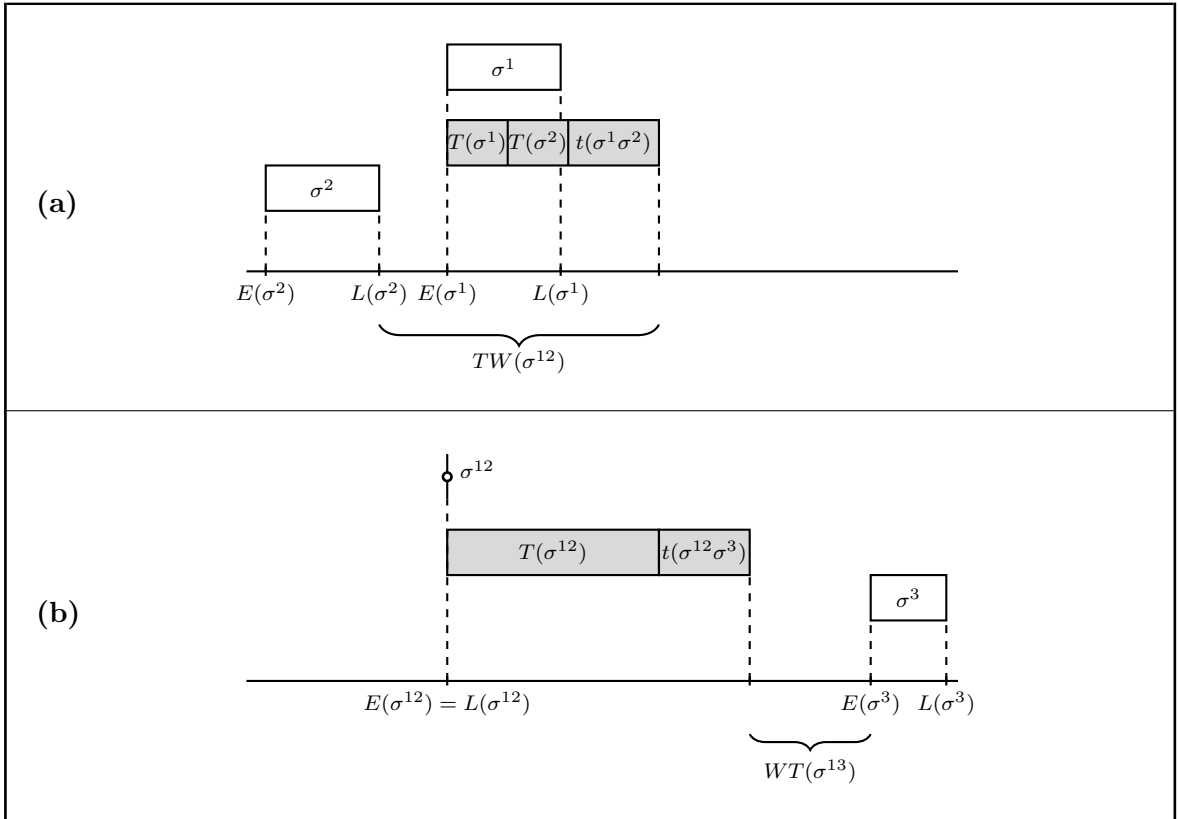 σ¹
T(σ¹) T(σ²) t(σ¹σ²)
σ²
(a)
E(σ²) L(σ²) E(σ¹) L(σ¹)
TW(σ¹²)
σ¹²
T(σ¹²) t(σ¹²σ³)
σ³
(b)
E(σ¹²) = L(σ¹²) E(σ³) L(σ³)
WT(σ¹³)